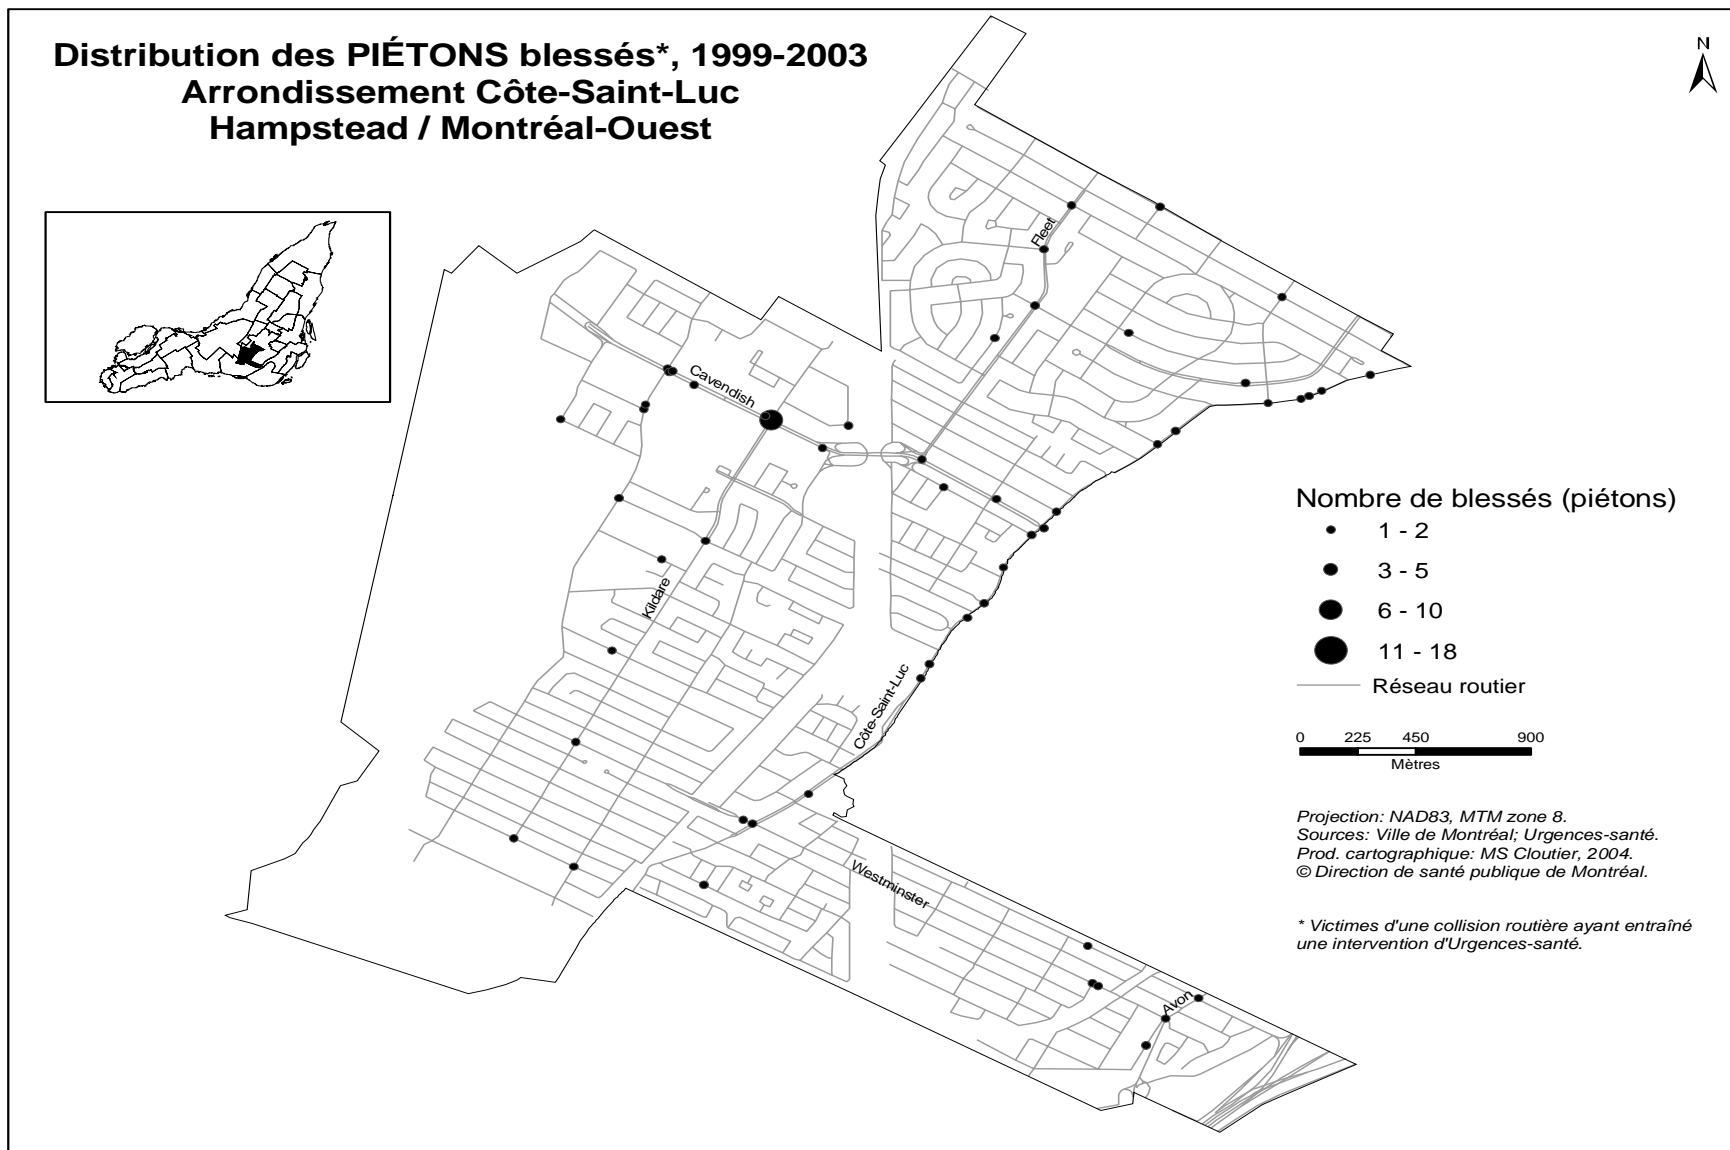 Distribution des PIÉTONS blessés*, 1999-2003
Arrondissement Côte-Saint-Luc
Hampstead / Montréal-Ouest
N
Fleet
Cavendish
Kildare
Côte-Saint-Luc
Westminster
Avon
Nombre de blessés (piétons)
1 - 2
3 - 5
6 - 10
11 - 18
Réseau routier
0 225 450 900
Mètres
Projection: NAD83, MTM zone 8.
Sources: Ville de Montréal; Urgences-santé.
Prod. cartographique: MS Cloutier, 2004.
© Direction de santé publique de Montréal.
* Victimes d'une collision routière ayant entraîné
une intervention d'Urgences-santé.